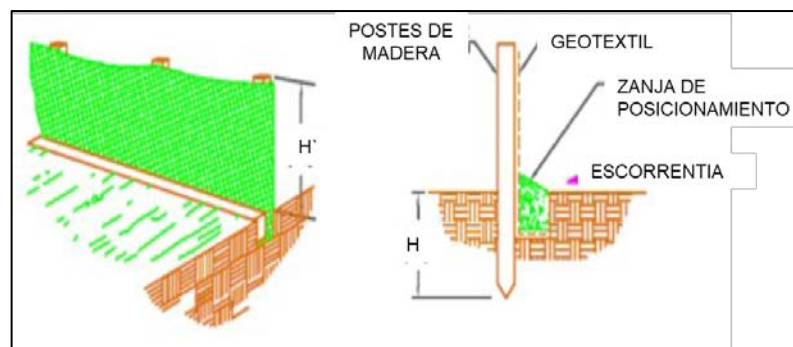 POSTES DE
MADERA
GEOTEXTIL
ZANJA DE
POSICIONAMIENTO
ESCORRENTIA
H`
H